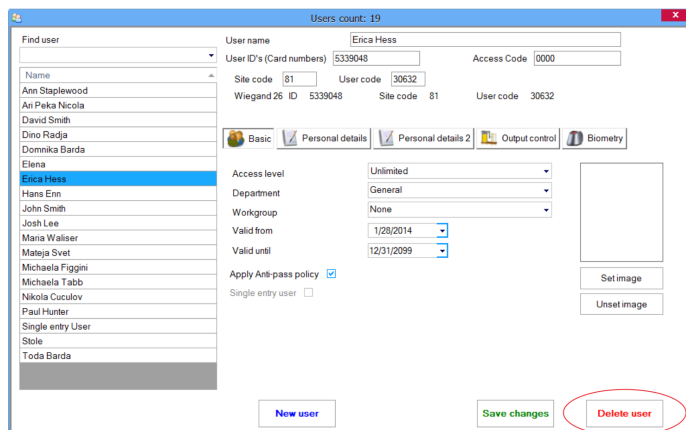 Users count: 19
x
Find user
Name
Ann Staplewood
Ari Peka Nicola
David Smith
Dino Radja
Domnika Barda
Elena
Erica Hess
Hans Enn
John Smith
Josh Lee
Maria Waliser
Mateja Svet
Michaela Figgini
Michaela Tabb
Nikola Cuculov
Paul Hunter
Single entry User
Stole
Toda Barda
User name Erica Hess
User ID's (Card numbers) 5339048 Access Code 0000
Site code 81 User code 30632
Wiegand 26 ID 5339048 Site code 81 User code 30632
Basic Personal details Personal details 2 Output control Biometry
Access level Unlimited
Department General
Workgroup None
Valid from 1/28/2014
Valid until 12/31/2099
Apply Anti-pass policy
Single entry user
Set image
Unset image
New user Save changes Delete user